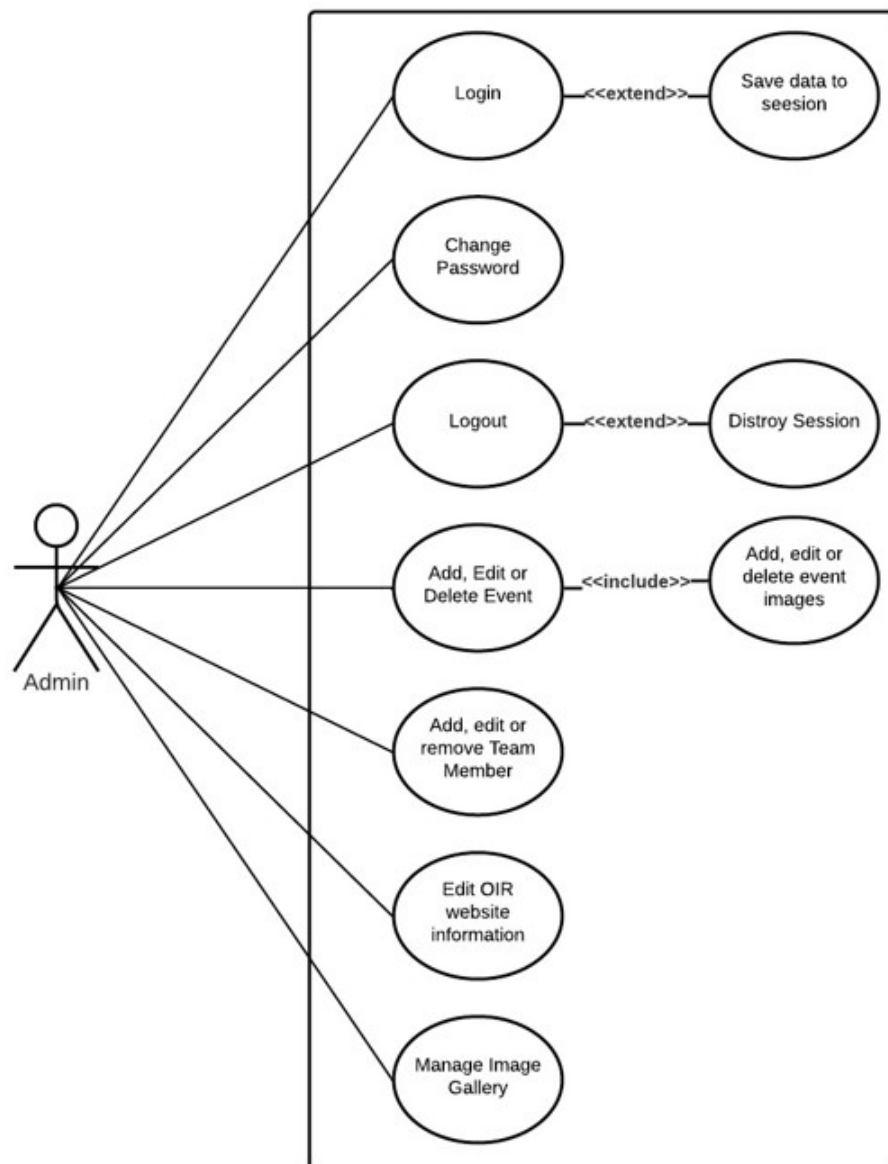 Login
<<extend>>
Save data to
seesion
Change
Password
Logout
<<extend>>
Distroy Session
Add, Edit or
Delete Event
<<include>>
Add, edit or
delete event
images
Admin
Add, edit or
remove Team
Member
Edit OIR
website
information
Manage Image
Gallery